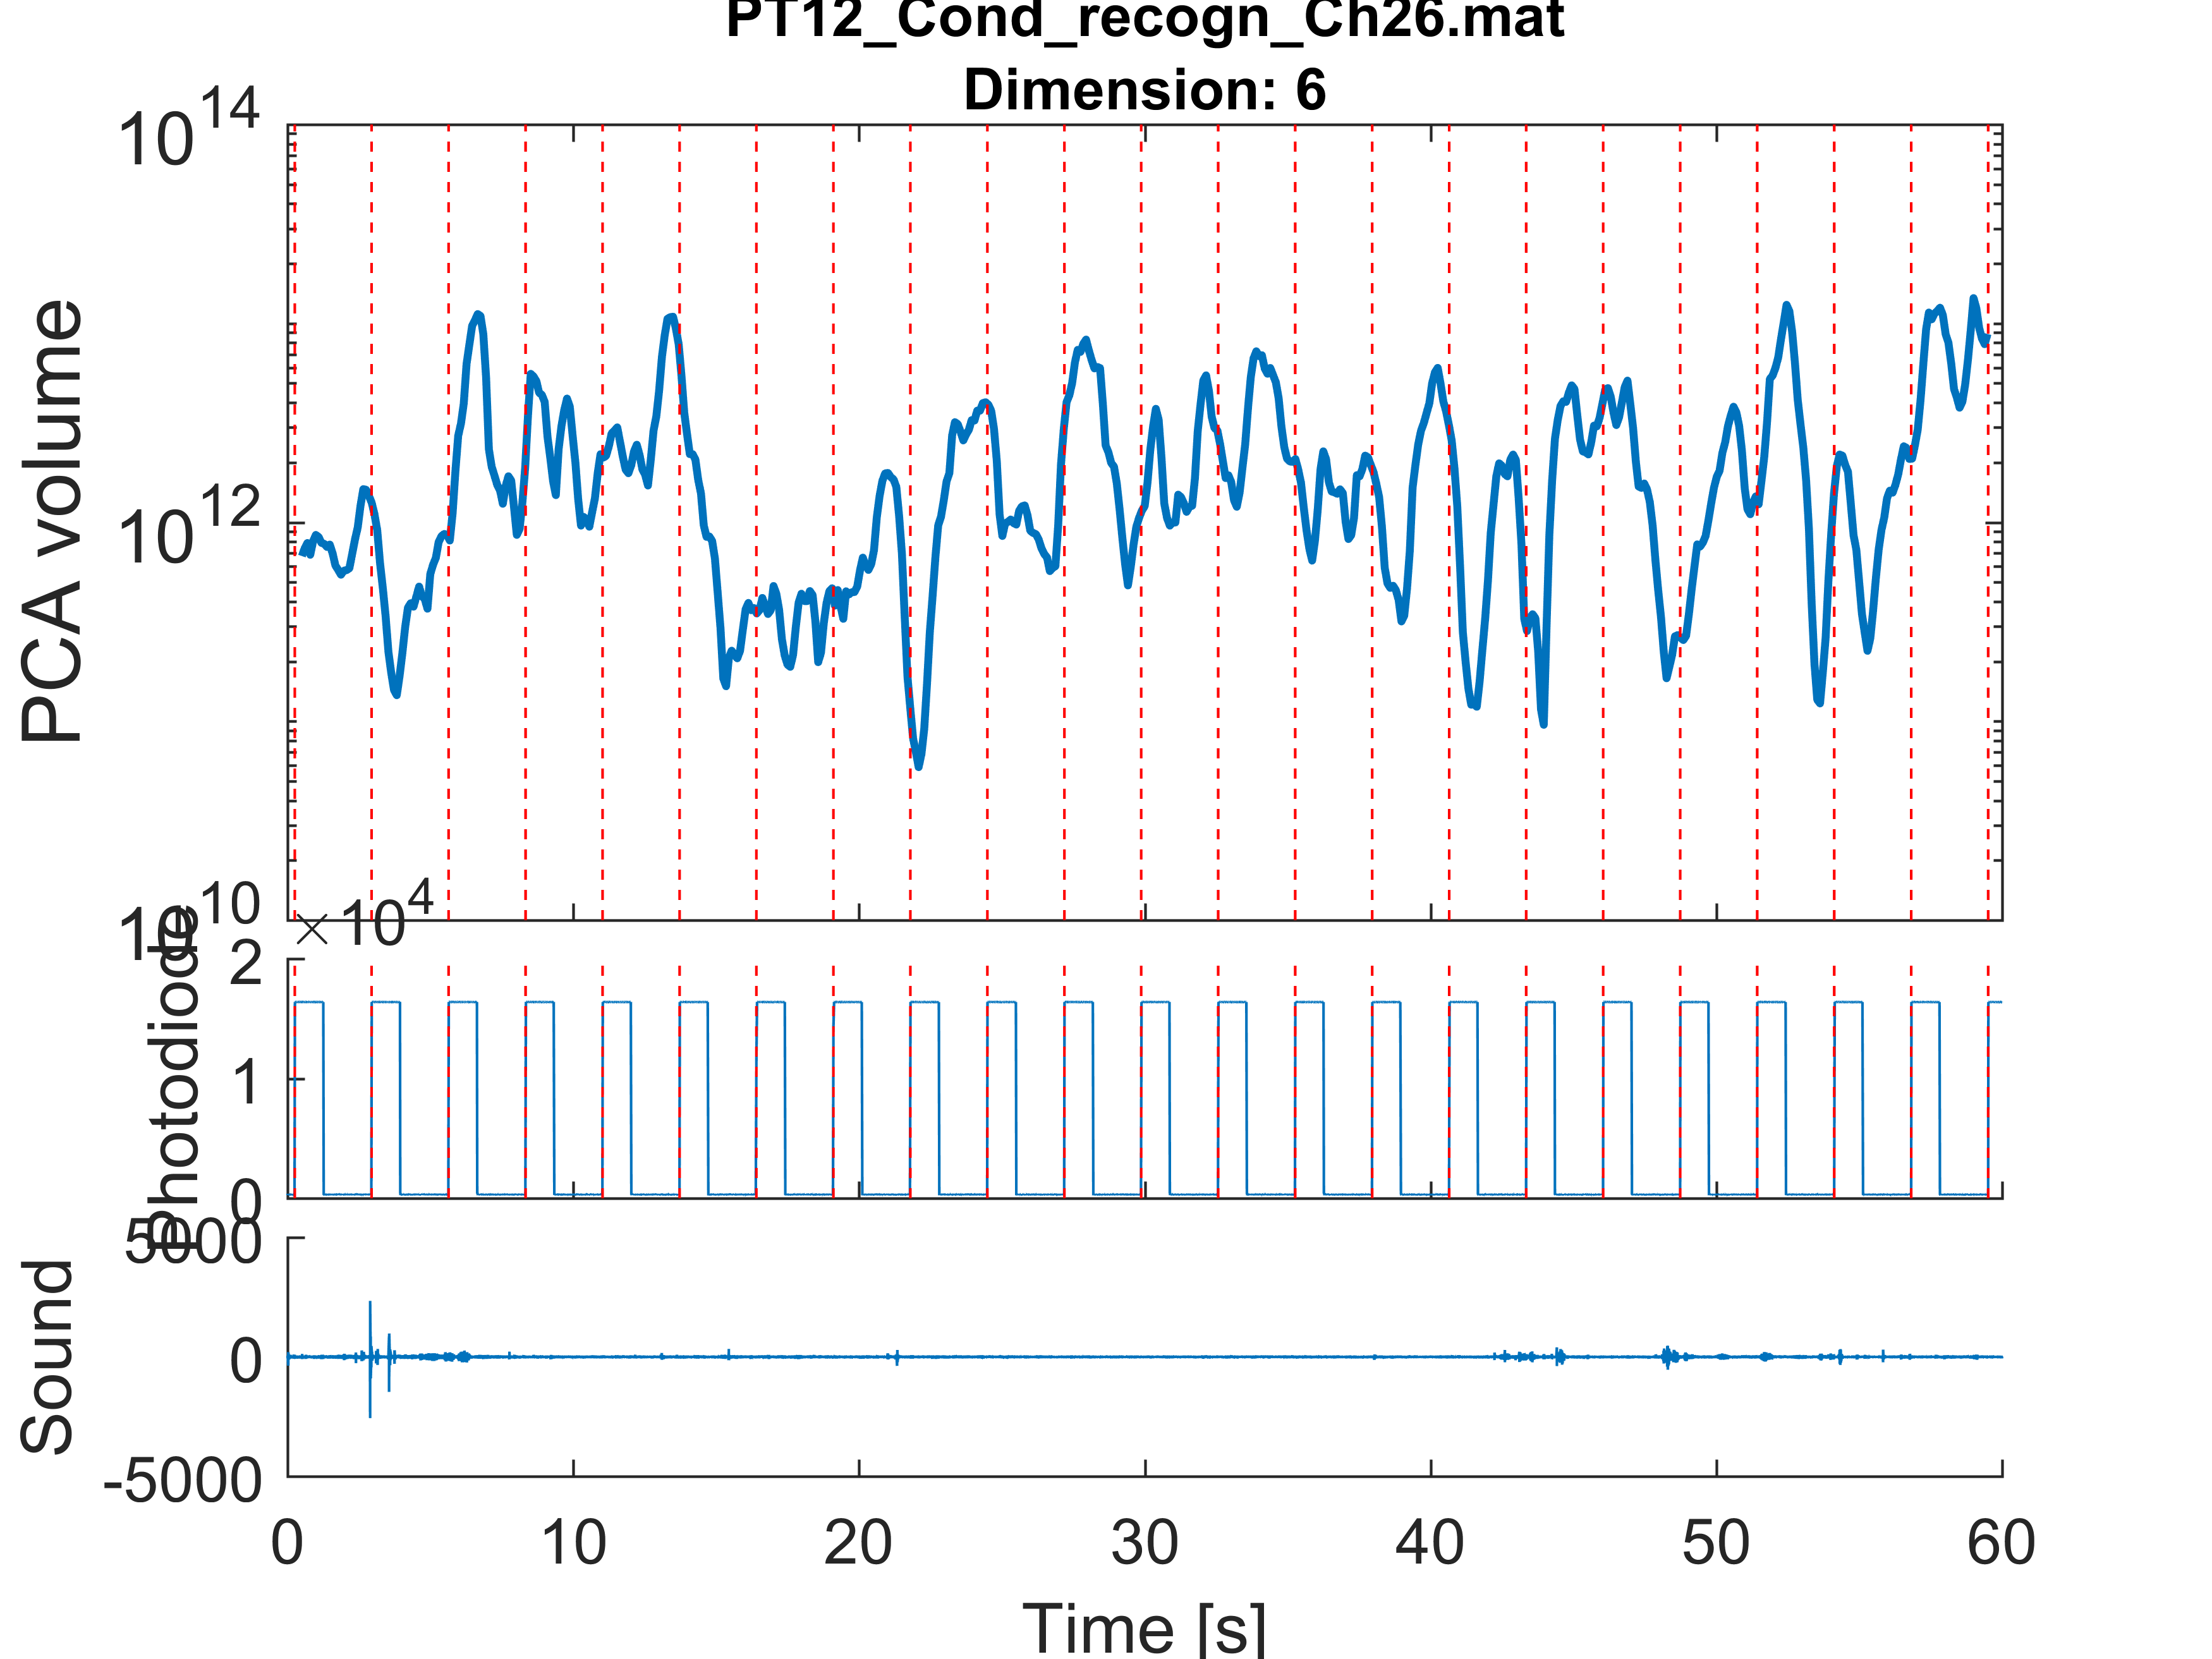 PT12_Cond_recogn_Ch26.mat
Dimension: 6
10^14
10^12
10^10
PCA volume
×10^4
2
1
0
Photodiode
5000
0
-5000
Sound
0 10 20 30 40 50 60
Time [s]